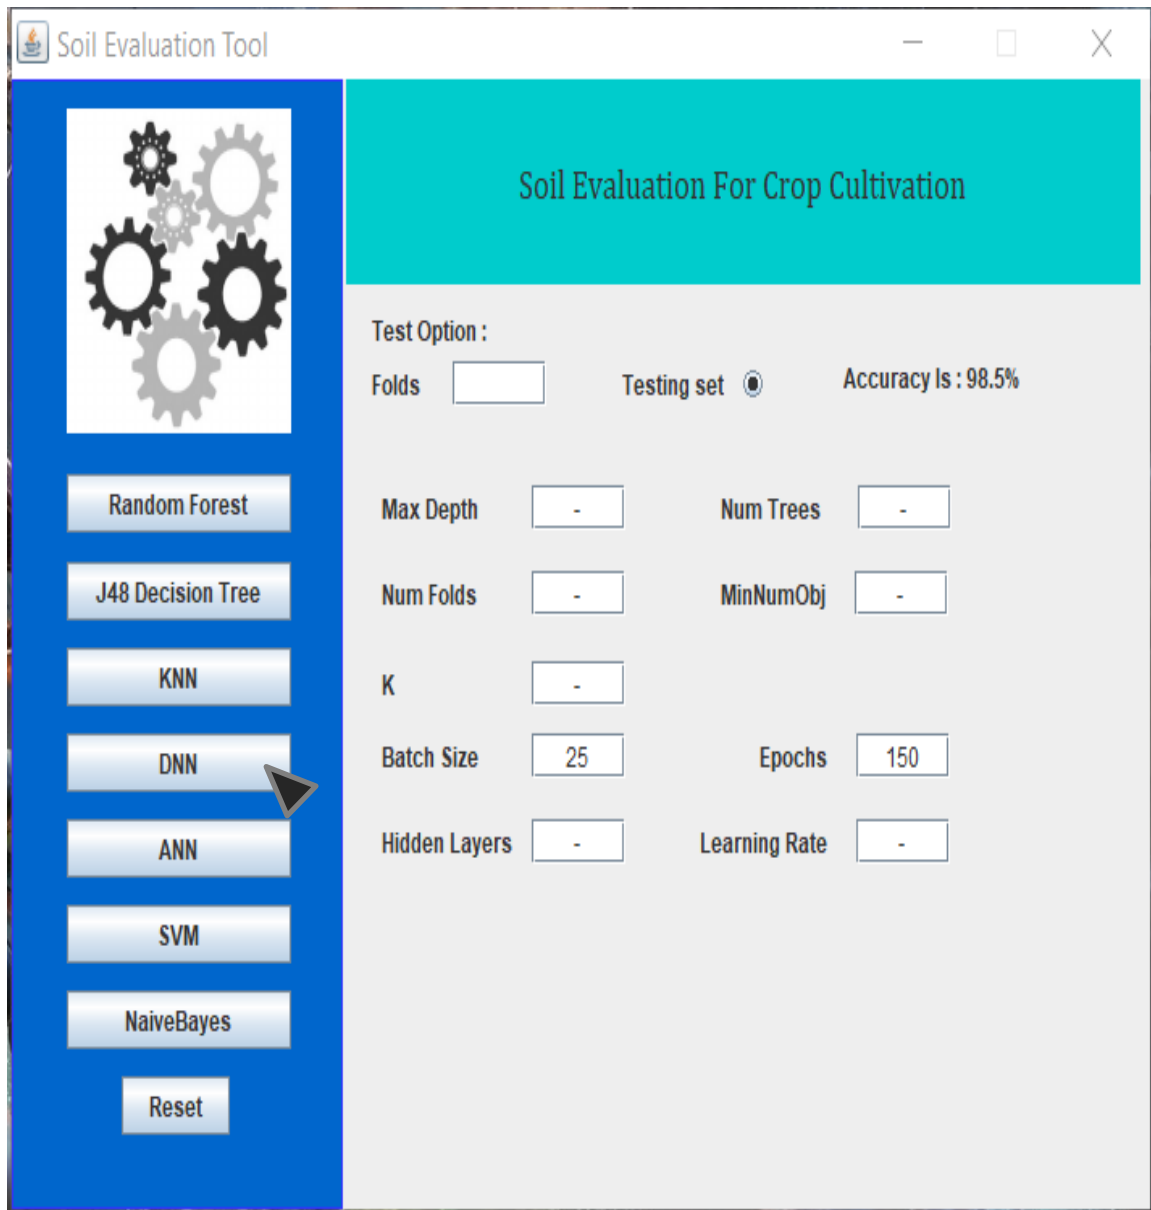 Soil Evaluation Tool
Soil Evaluation For Crop Cultivation
Test Option :
Folds Testing set Accuracy Is : 98.5%
Random Forest
Max Depth - Num Trees -
J48 Decision Tree
Num Folds - MinNumObj -
KNN
K -
DNN
Batch Size 25 Epochs 150
ANN
Hidden Layers - Learning Rate -
SVM
NaiveBayes
Reset